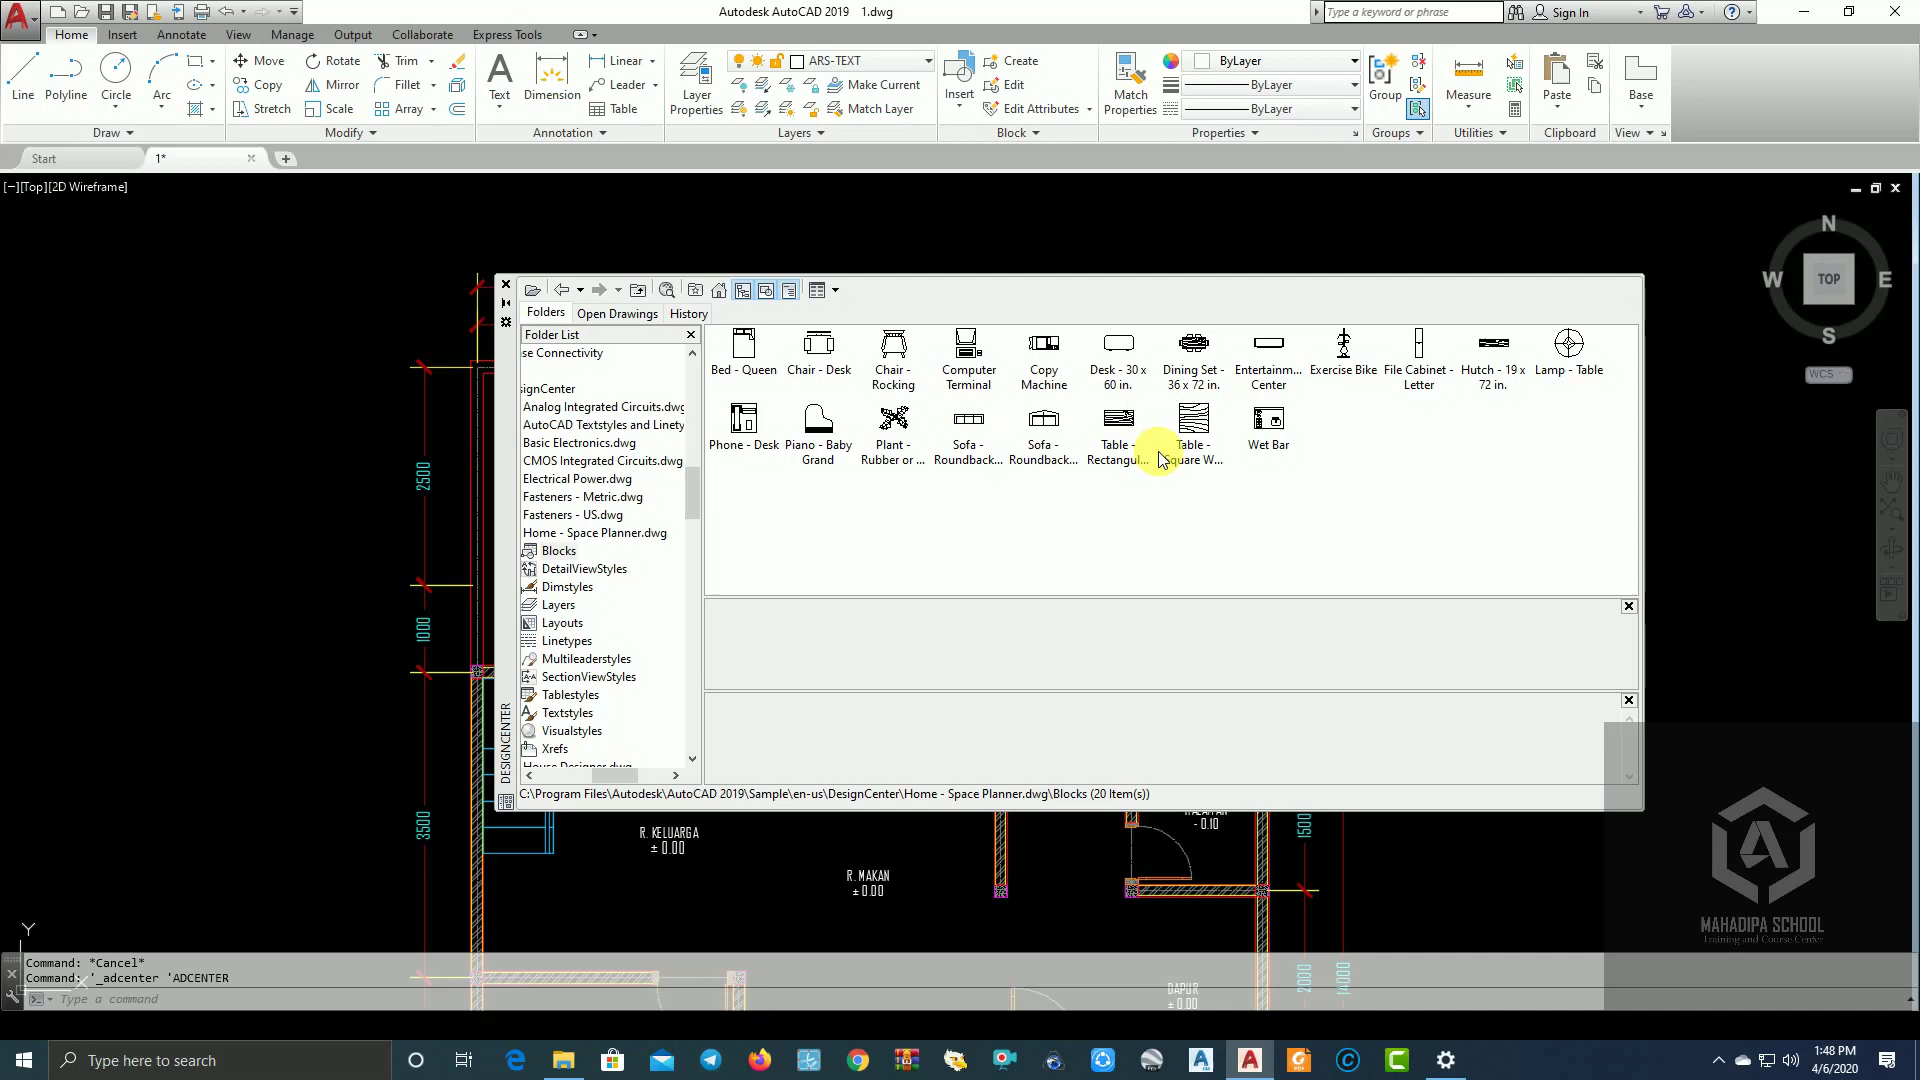 Autodesk AutoCAD 2019 1.dwg
Type a keyword or phrase
Sign In
Home Insert Annotate View Manage Output Collaborate Express Tools
Line Polyline Circle Arc
Move Rotate Trim
Copy Mirror Fillet
Stretch Scale Array
Text Dimension
Linear
Leader
Table
Layer Properties
ARS-TEXT
Make Current
Match Layer
Insert
Create
Edit
Edit Attributes
Match Properties
ByLayer
ByLayer
ByLayer
Group
Measure
Paste
Base
Draw Modify Annotation Layers Block Properties Groups Utilities Clipboard View
Start 1*
[−][Top][2D Wireframe]
N
W TOP E
S
WCS
Folders Open Drawings History
Folder List
se Connectivity
signCenter
Analog Integrated Circuits.dwg
AutoCAD Textstyles and Linety
Basic Electronics.dwg
CMOS Integrated Circuits.dwg
Electrical Power.dwg
Fasteners - Metric.dwg
Fasteners - US.dwg
Home - Space Planner.dwg
Blocks
DetailViewStyles
Dimstyles
Layers
Layouts
Linetypes
Multileaderstyles
SectionViewStyles
Tablestyles
Textstyles
Visualstyles
Xrefs
House Designer.dwg
Bed - Queen
Chair - Desk
Chair - Rocking
Computer Terminal
Copy Machine
Desk - 30 x 60 in.
Dining Set - 36 x 72 in.
Entertainm... Center
Exercise Bike
File Cabinet - Letter
Hutch - 19 x 72 in.
Lamp - Table
Phone - Desk
Piano - Baby Grand
Plant - Rubber or ...
Sofa - Roundback...
Sofa - Roundback...
Table - Rectangul...
Table - Square W...
Wet Bar
DESIGNCENTER
C:\Program Files\Autodesk\AutoCAD 2019\Sample\en-us\DesignCenter\Home - Space Planner.dwg\Blocks (20 Item(s))
2500
1000
3500
R. KELUARGA
± 0.00
R. MAKAN
± 0.00
- 0.10
1500
DAPUR
± 0.00
2000
14000
MAHADIPA SCHOOL
Training and Course Center
Y
Command: *Cancel*
Command: '_adcenter 'ADCENTER
Type a command
Type here to search
1:48 PM
4/6/2020